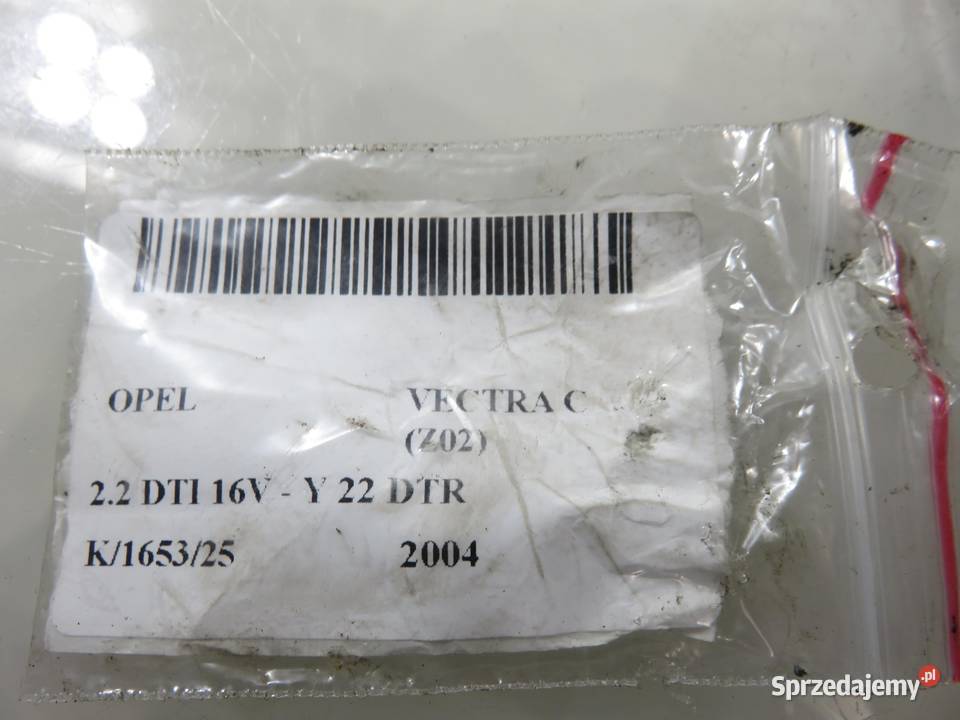 OPEL VECTRA C
(Z02)
2.2 DTI 16V - Y 22 DTR
K/1653/25 2004
Sprzedajemy.pl